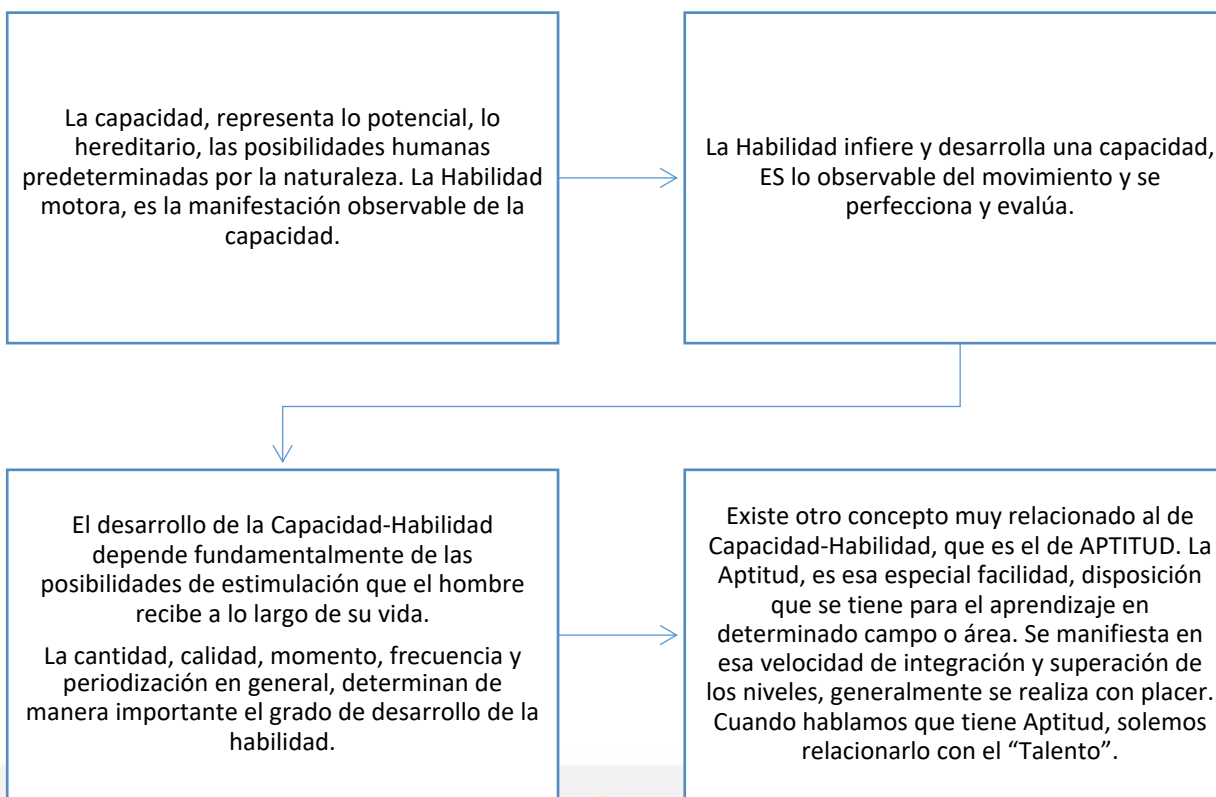 La capacidad, representa lo potencial, lo
hereditario, las posibilidades humanas
predeterminadas por la naturaleza. La Habilidad
motora, es la manifestación observable de la
capacidad.
La Habilidad infiere y desarrolla una capacidad,
ES lo observable del movimiento y se
perfecciona y evalúa.
El desarrollo de la Capacidad-Habilidad
depende fundamentalmente de las
posibilidades de estimulación que el hombre
recibe a lo largo de su vida.
La cantidad, calidad, momento, frecuencia y
periodización en general, determinan de
manera importante el grado de desarrollo de la
habilidad.
Existe otro concepto muy relacionado al de
Capacidad-Habilidad, que es el de APTITUD. La
Aptitud, es esa especial facilidad, disposición
que se tiene para el aprendizaje en
determinado campo o área. Se manifiesta en
esa velocidad de integración y superación de
los niveles, generalmente se realiza con placer.
Cuando hablamos que tiene Aptitud, solemos
relacionarlo con el “Talento”.